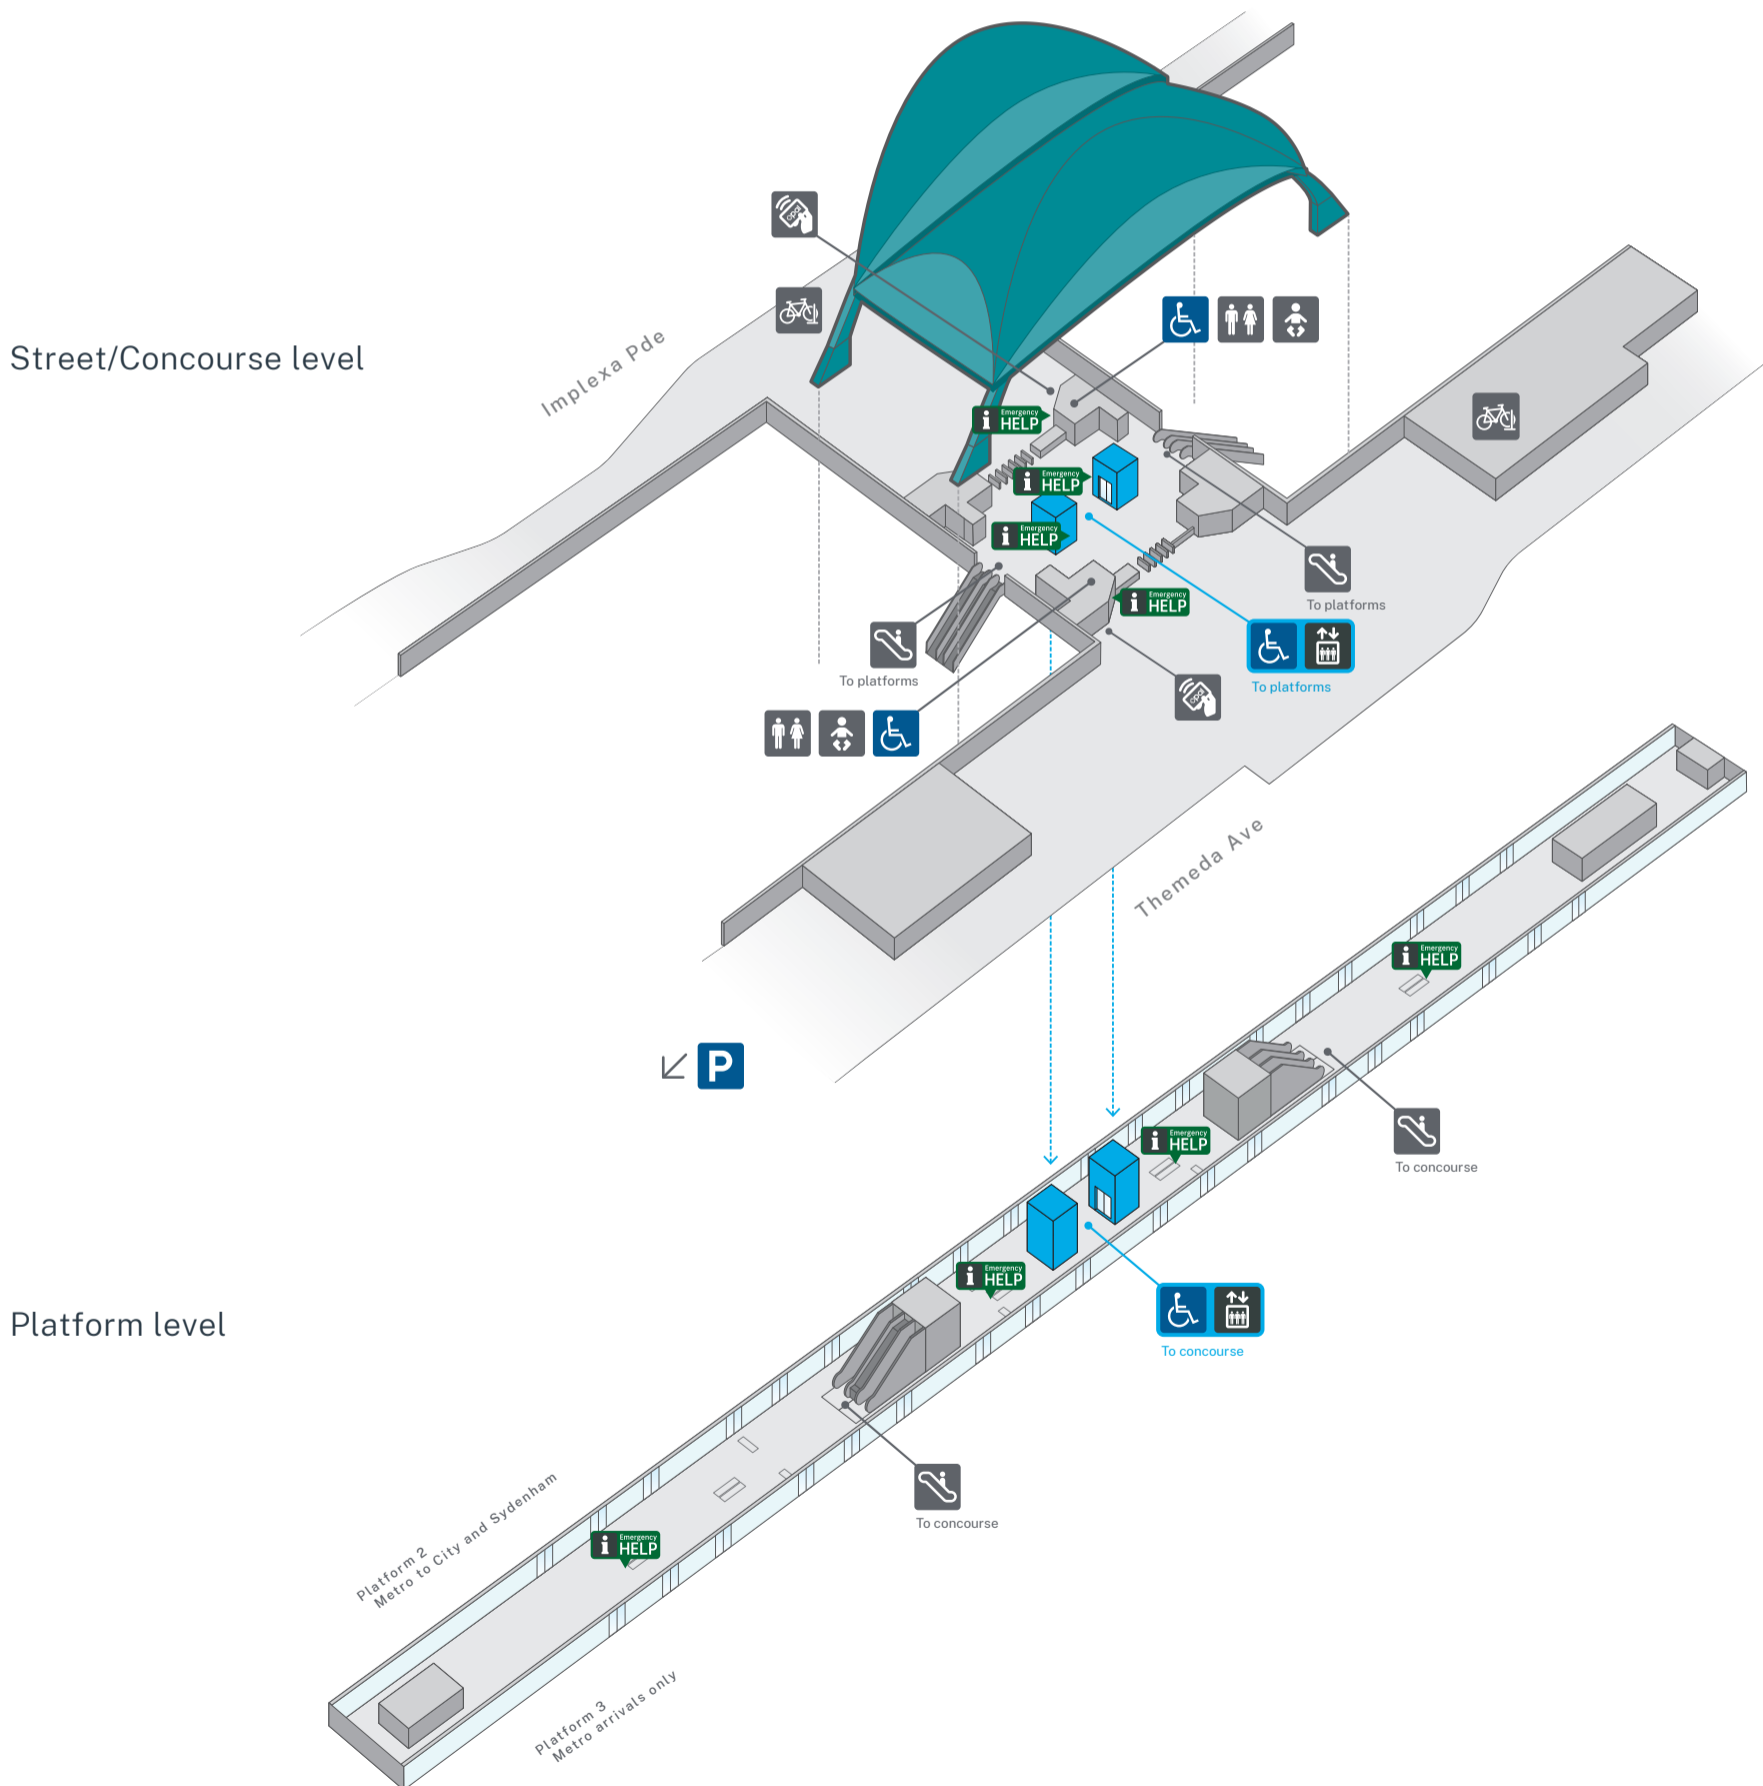 opal
Implexa Pde
Street/Concourse level
i Emergency
HELP
i Emergency
HELP
i Emergency
HELP
i Emergency
HELP
To platforms
To platforms
To platforms
opal
Themeda Ave
P
i Emergency
HELP
i Emergency
HELP
To concourse
i Emergency
HELP
Platform level
To concourse
To concourse
i Emergency
HELP
Platform 2
Metro to City and Sydenham
Platform 3
Metro arrivals only